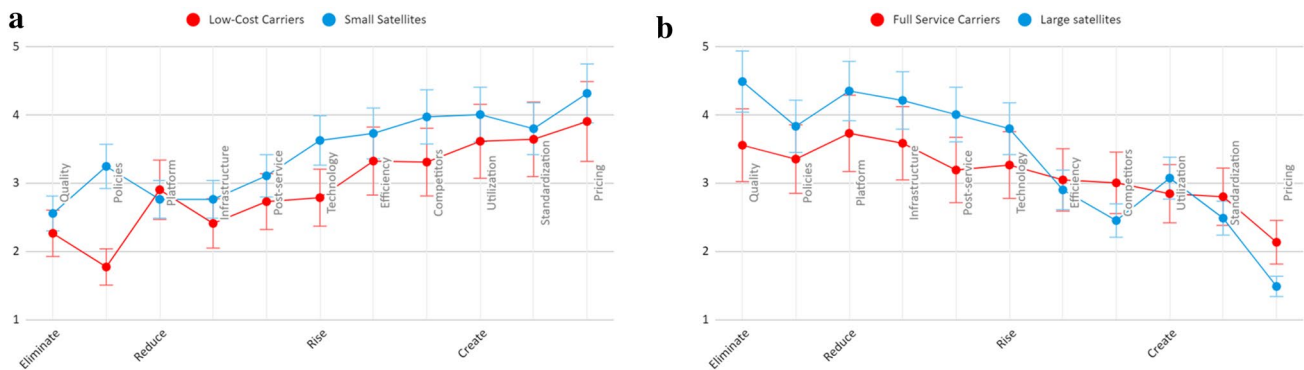 a
Low-Cost Carriers Small Satellites
5
4
3
2
1
Quality
Policies
Platform
Infrastructure
Post-service
Technology
Efficiency
Competitors
Utilization
Standardization
Pricing
Eliminate
Reduce
Rise
Create
b
Full Service Carriers Large satellites
5
4
3
2
1
Quality
Policies
Platform
Infrastructure
Post-service
Technology
Efficiency
Competitors
Utilization
Standardization
Pricing
Eliminate
Reduce
Rise
Create